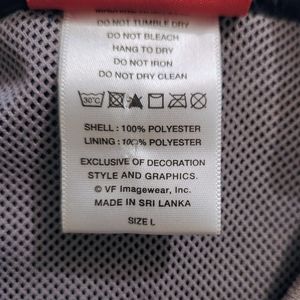 DO NOT TUMBLE DRY
DO NOT BLEACH
HANG TO DRY
DO NOT IRON
DO NOT DRY CLEAN
30°C
SHELL : 100% POLYESTER
LINING : 100% POLYESTER
EXCLUSIVE OF DECORATION
STYLE AND GRAPHICS.
© VF Imagewear, Inc.
MADE IN SRI LANKA
SIZE L